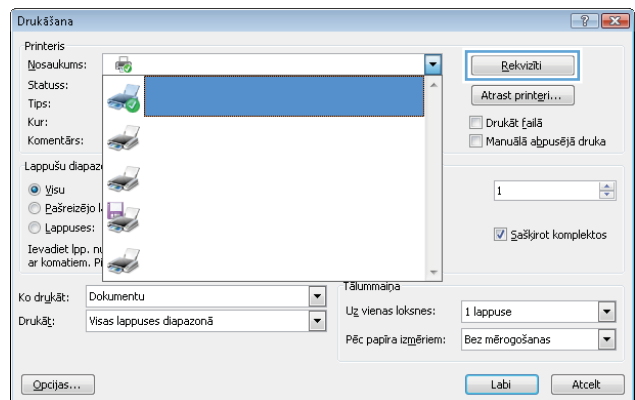 Drukāšana
Printeris
Nosaukums:
Rekvizīti
Statuss:
Tips:
Atrast printeri...
Kur:
Drukāt failā
Komentārs:
Manuālā abpusējā druka
Lappušu diapaz
Visu
1
Pašreizējo l
Lappuses:
Sašķirot komplektos
Ievadiet lpp. nu
ar komatiem. Pi
Ko drukāt: Dokumentu
Tālummaiņa
Drukāt: Visas lappuses diapazonā
Uz vienas loksnes: 1 lappuse
Pēc papīra izmēriem: Bez mērogošanas
Opcijas...
Labi
Atcelt